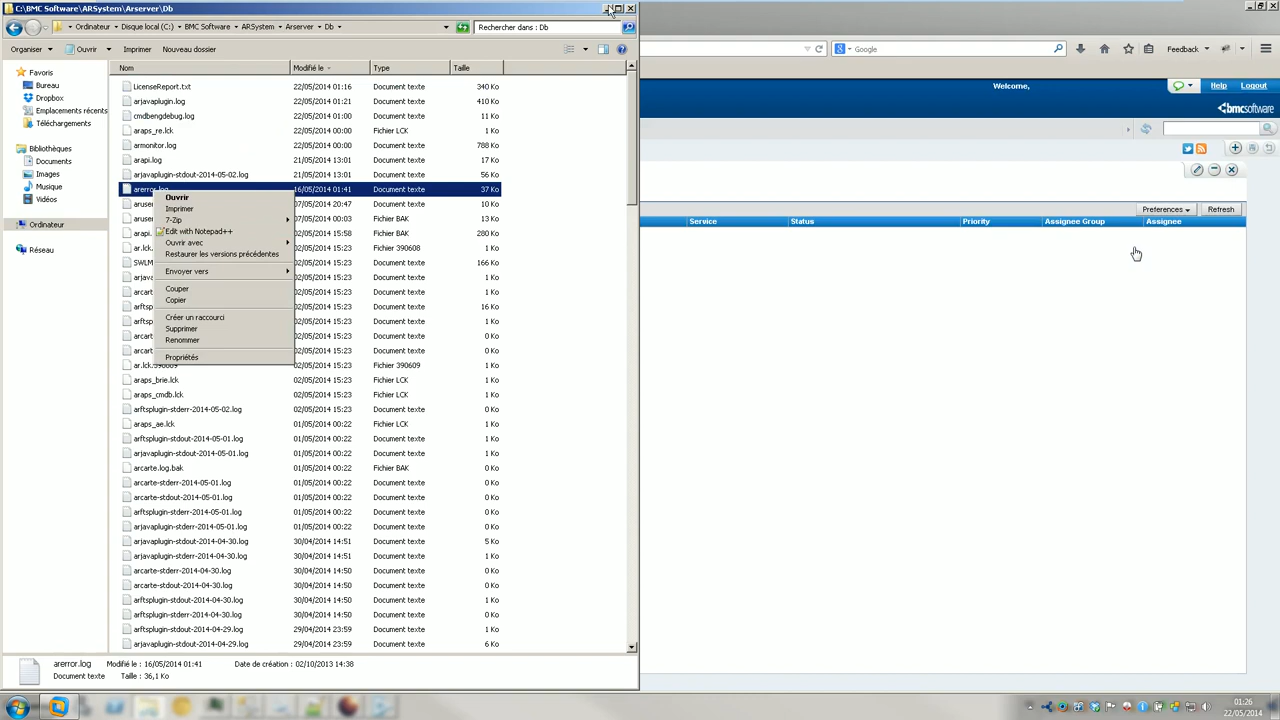 C:\BMC Software\ARSystem\Arserver\Db
Ordinateur Disque local (C:) BMC Software ARSystem Arserver Db
Rechercher dans : Db
Google
Feedback
Organiser Ouvrir Imprimer Nouveau dossier
Welcome,
Help Logout
bmcsoftware
Nom Modifié le Type Taille
Favoris
Bureau
Dropbox
Emplacements récents
Téléchargements
Bibliothèques
Documents
Images
Musique
Vidéos
Ordinateur
Réseau
LicenseReport.txt 22/05/2014 01:16 Document texte 340 Ko
arjavaplugin.log 22/05/2014 01:21 Document texte 410 Ko
cmdbengdebug.log 22/05/2014 01:00 Document texte 11 Ko
araps_re.lck 22/05/2014 00:00 Fichier LCK 1 Ko
armonitor.log 22/05/2014 00:00 Document texte 788 Ko
arapi.log 21/05/2014 13:01 Document texte 17 Ko
arjavaplugin-stdout-2014-05-02.log 21/05/2014 13:01 Document texte 56 Ko
arerror.log 16/05/2014 01:41 Document texte 37 Ko
07/05/2014 20:47 Document texte 10 Ko
07/05/2014 00:03 Fichier BAK 13 Ko
arapi. 02/05/2014 15:58 Fichier BAK 280 Ko
ar.lck. 02/05/2014 15:23 Fichier 390608 1 Ko
SWLM 02/05/2014 15:23 Document texte 166 Ko
02/05/2014 15:23 Document texte 1 Ko
02/05/2014 15:23 Document texte 1 Ko
arftsp 02/05/2014 15:23 Document texte 16 Ko
arftsp 02/05/2014 15:23 Document texte 1 Ko
02/05/2014 15:23 Document texte 0 Ko
02/05/2014 15:23 Document texte 1 Ko
ar.lck.390609 02/05/2014 15:23 Fichier 390609 1 Ko
araps_brie.lck 02/05/2014 15:23 Fichier LCK 1 Ko
araps_cmdb.lck 02/05/2014 15:23 Fichier LCK 1 Ko
arftsplugin-stderr-2014-05-02.log 02/05/2014 15:23 Document texte 0 Ko
araps_ae.lck 01/05/2014 00:22 Fichier LCK 1 Ko
arftsplugin-stdout-2014-05-01.log 01/05/2014 00:22 Document texte 1 Ko
arjavaplugin-stdout-2014-05-01.log 01/05/2014 00:22 Document texte 1 Ko
arcarte.log.bak 01/05/2014 00:22 Fichier BAK 0 Ko
arcarte-stderr-2014-05-01.log 01/05/2014 00:22 Document texte 0 Ko
arcarte-stdout-2014-05-01.log 01/05/2014 00:22 Document texte 0 Ko
arftsplugin-stderr-2014-05-01.log 01/05/2014 00:22 Document texte 0 Ko
arjavaplugin-stderr-2014-05-01.log 01/05/2014 00:22 Document texte 0 Ko
arjavaplugin-stdout-2014-04-30.log 30/04/2014 14:51 Document texte 5 Ko
arjavaplugin-stderr-2014-04-30.log 30/04/2014 14:51 Document texte 1 Ko
arcarte-stderr-2014-04-30.log 30/04/2014 14:50 Document texte 0 Ko
arcarte-stdout-2014-04-30.log 30/04/2014 14:50 Document texte 0 Ko
arftsplugin-stdout-2014-04-30.log 30/04/2014 14:50 Document texte 1 Ko
arftsplugin-stderr-2014-04-30.log 30/04/2014 14:50 Document texte 0 Ko
arftsplugin-stdout-2014-04-29.log 29/04/2014 23:59 Document texte 1 Ko
arjavaplugin-stdout-2014-04-29.log 29/04/2014 23:59 Document texte 6 Ko
Ouvrir
Imprimer
7-Zip
Edit with Notepad++
Ouvrir avec
Restaurer les versions précédentes
Envoyer vers
Couper
Copier
Créer un raccourci
Supprimer
Renommer
Propriétés
Preferences Refresh
Service Status Priority Assignee Group Assignee
arerror.log Modifié le : 16/05/2014 01:41 Date de création : 02/10/2013 14:38
Document texte Taille : 36,1 Ko
01:26
22/05/2014